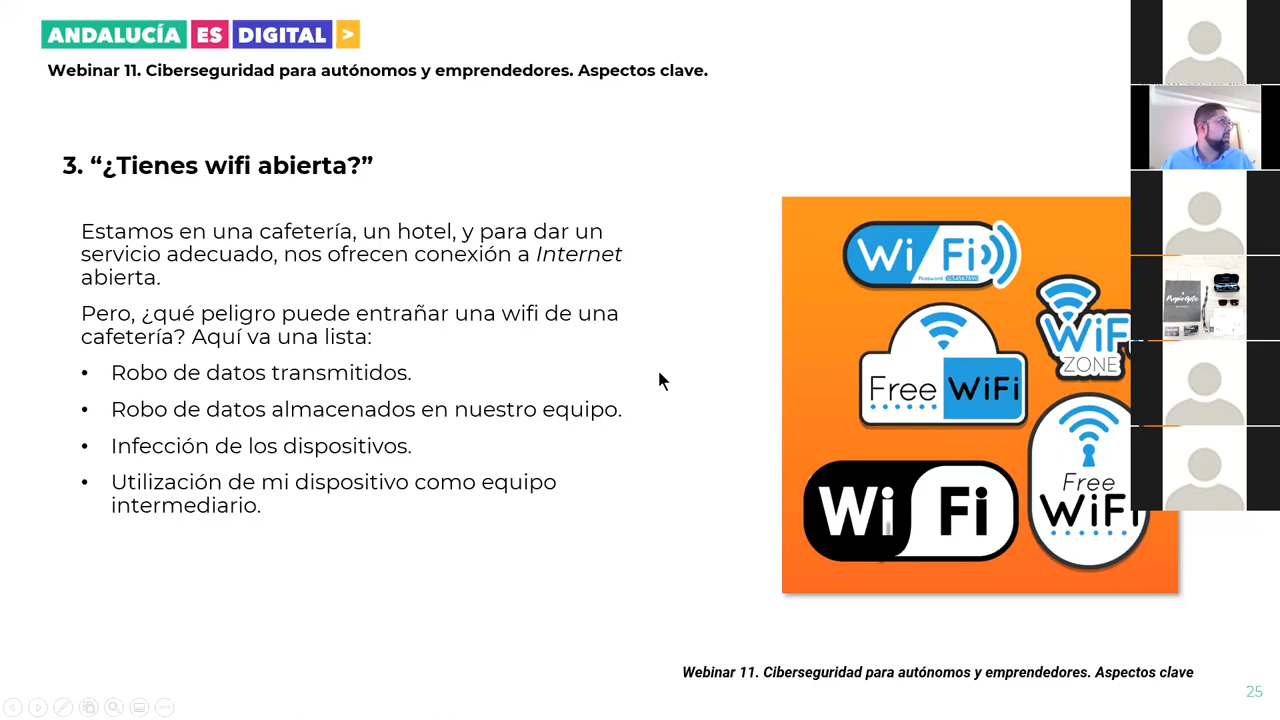 ANDALUCÍA ES DIGITAL >
Webinar 11. Ciberseguridad para autónomos y emprendedores. Aspectos clave.
3. “¿Tienes wifi abierta?”
Estamos en una cafetería, un hotel, y para dar un
servicio adecuado, nos ofrecen conexión a Internet
abierta.
Pero, ¿qué peligro puede entrañar una wifi de una
cafetería? Aquí va una lista:
• Robo de datos transmitidos.
• Robo de datos almacenados en nuestro equipo.
• Infección de los dispositivos.
• Utilización de mi dispositivo como equipo
intermediario.
Wi Fi
Password 1234567890
WiF
ZONE
Free WiFi
Free
WiFi
Wi Fi
Webinar 11. Ciberseguridad para autónomos y emprendedores. Aspectos clave
25